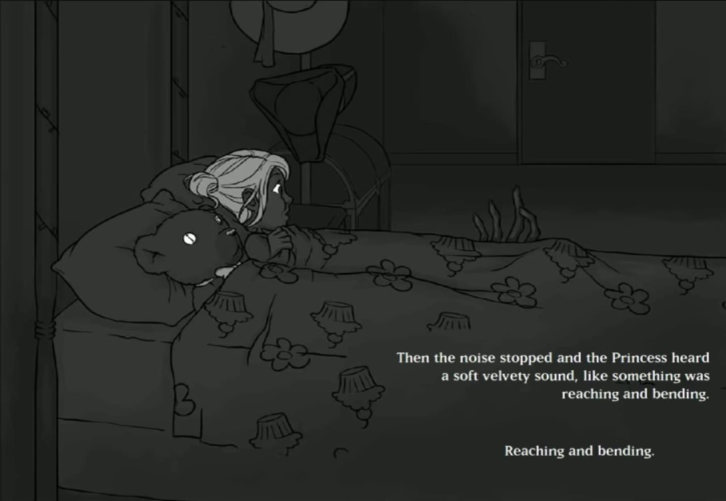 Then the noise stopped and the Princess heard
a soft velvety sound, like something was
reaching and bending.
Reaching and bending.